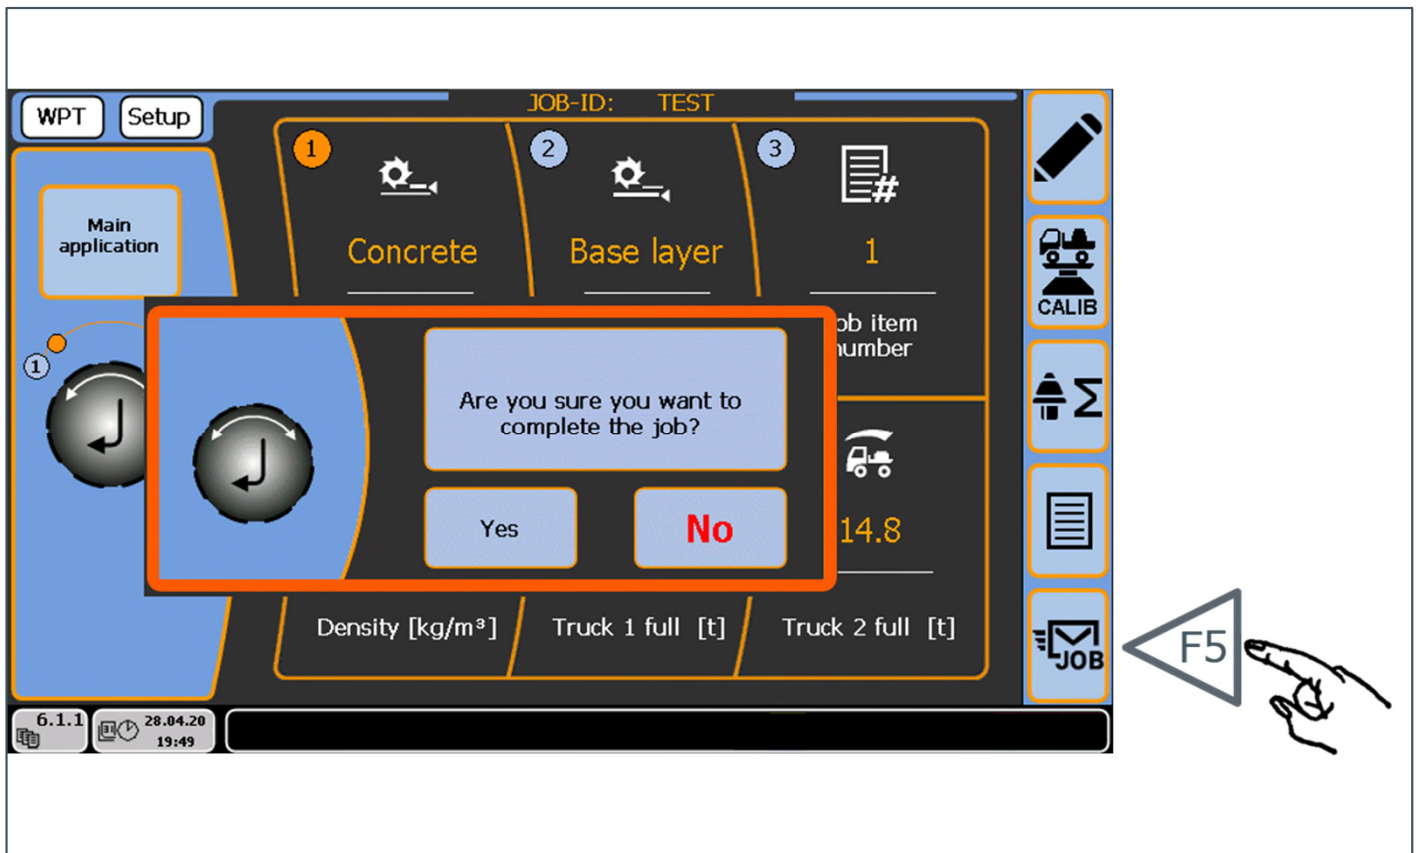 WPT
Setup
JOB-ID: TEST
1
2
3
Main
application
Concrete
Base layer
1
CALIB
ob item
number
1
Are you sure you want to
complete the job?
Σ
Yes
No
14.8
Density [kg/m³]
Truck 1 full [t]
Truck 2 full [t]
JOB
F5
6.1.1
31
28.04.20
19:49